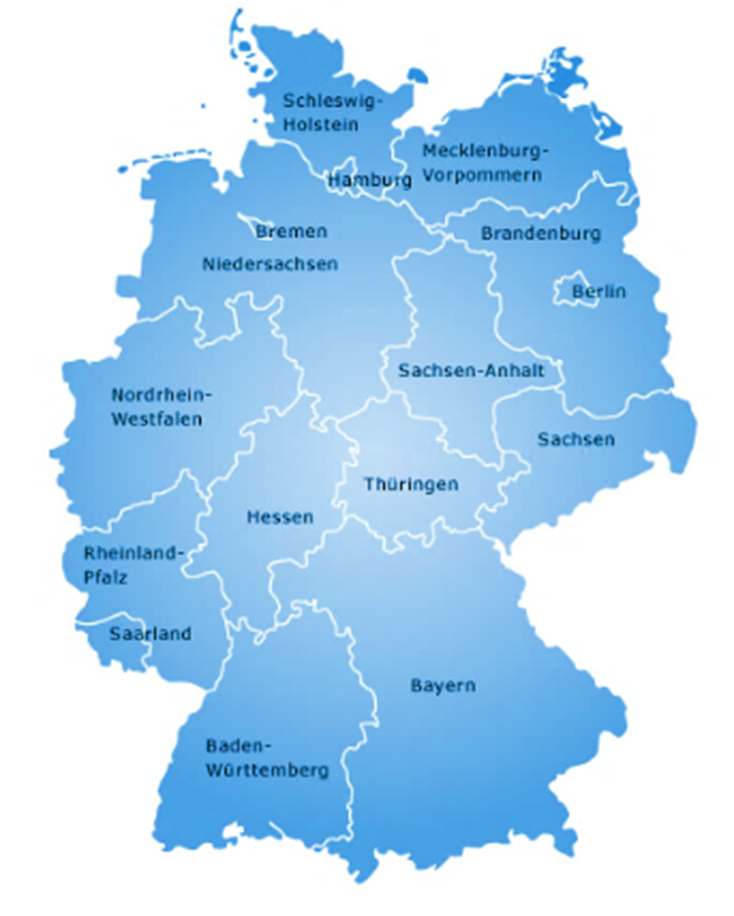 Schleswig-
Holstein
Mecklenburg-
Vorpommern
Hamburg
Bremen
Niedersachsen
Brandenburg
Berlin
Sachsen-Anhalt
Nordrhein-
Westfalen
Sachsen
Thüringen
Hessen
Rheinland-
Pfalz
Saarland
Bayern
Baden-
Württemberg